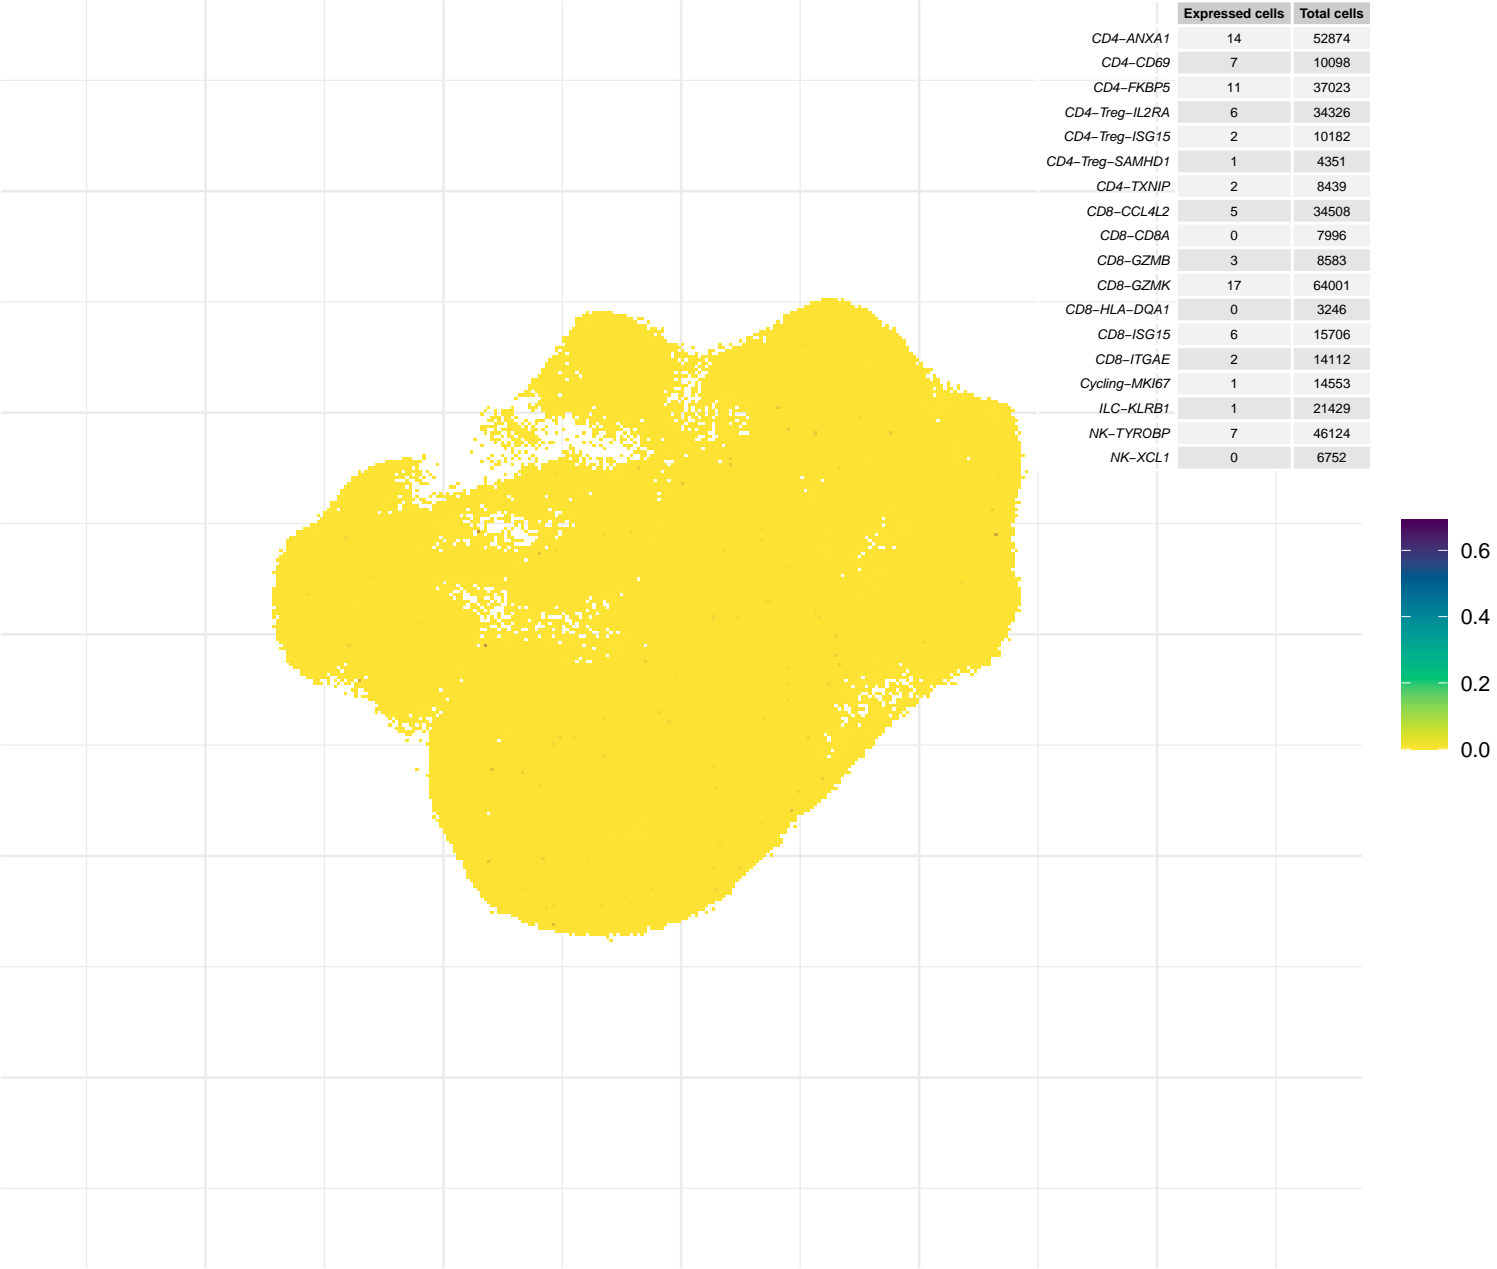 Expressed cells Total cells
CD4−ANXA1 14 52874
CD4−CD69 7 10098
CD4−FKBP5 11 37023
CD4−Treg−IL2RA 6 34326
CD4−Treg−ISG15 2 10182
CD4−Treg−SAMHD1 1 4351
CD4−TXNIP 2 8439
CD8−CCL4L2 5 34508
CD8−CD8A 0 7996
CD8−GZMB 3 8583
CD8−GZMK 17 64001
CD8−HLA−DQA1 0 3246
CD8−ISG15 6 15706
CD8−ITGAE 2 14112
Cycling−MKI67 1 14553
ILC−KLRB1 1 21429
NK−TYROBP 7 46124
NK−XCL1 0 6752
0.6
0.4
0.2
0.0